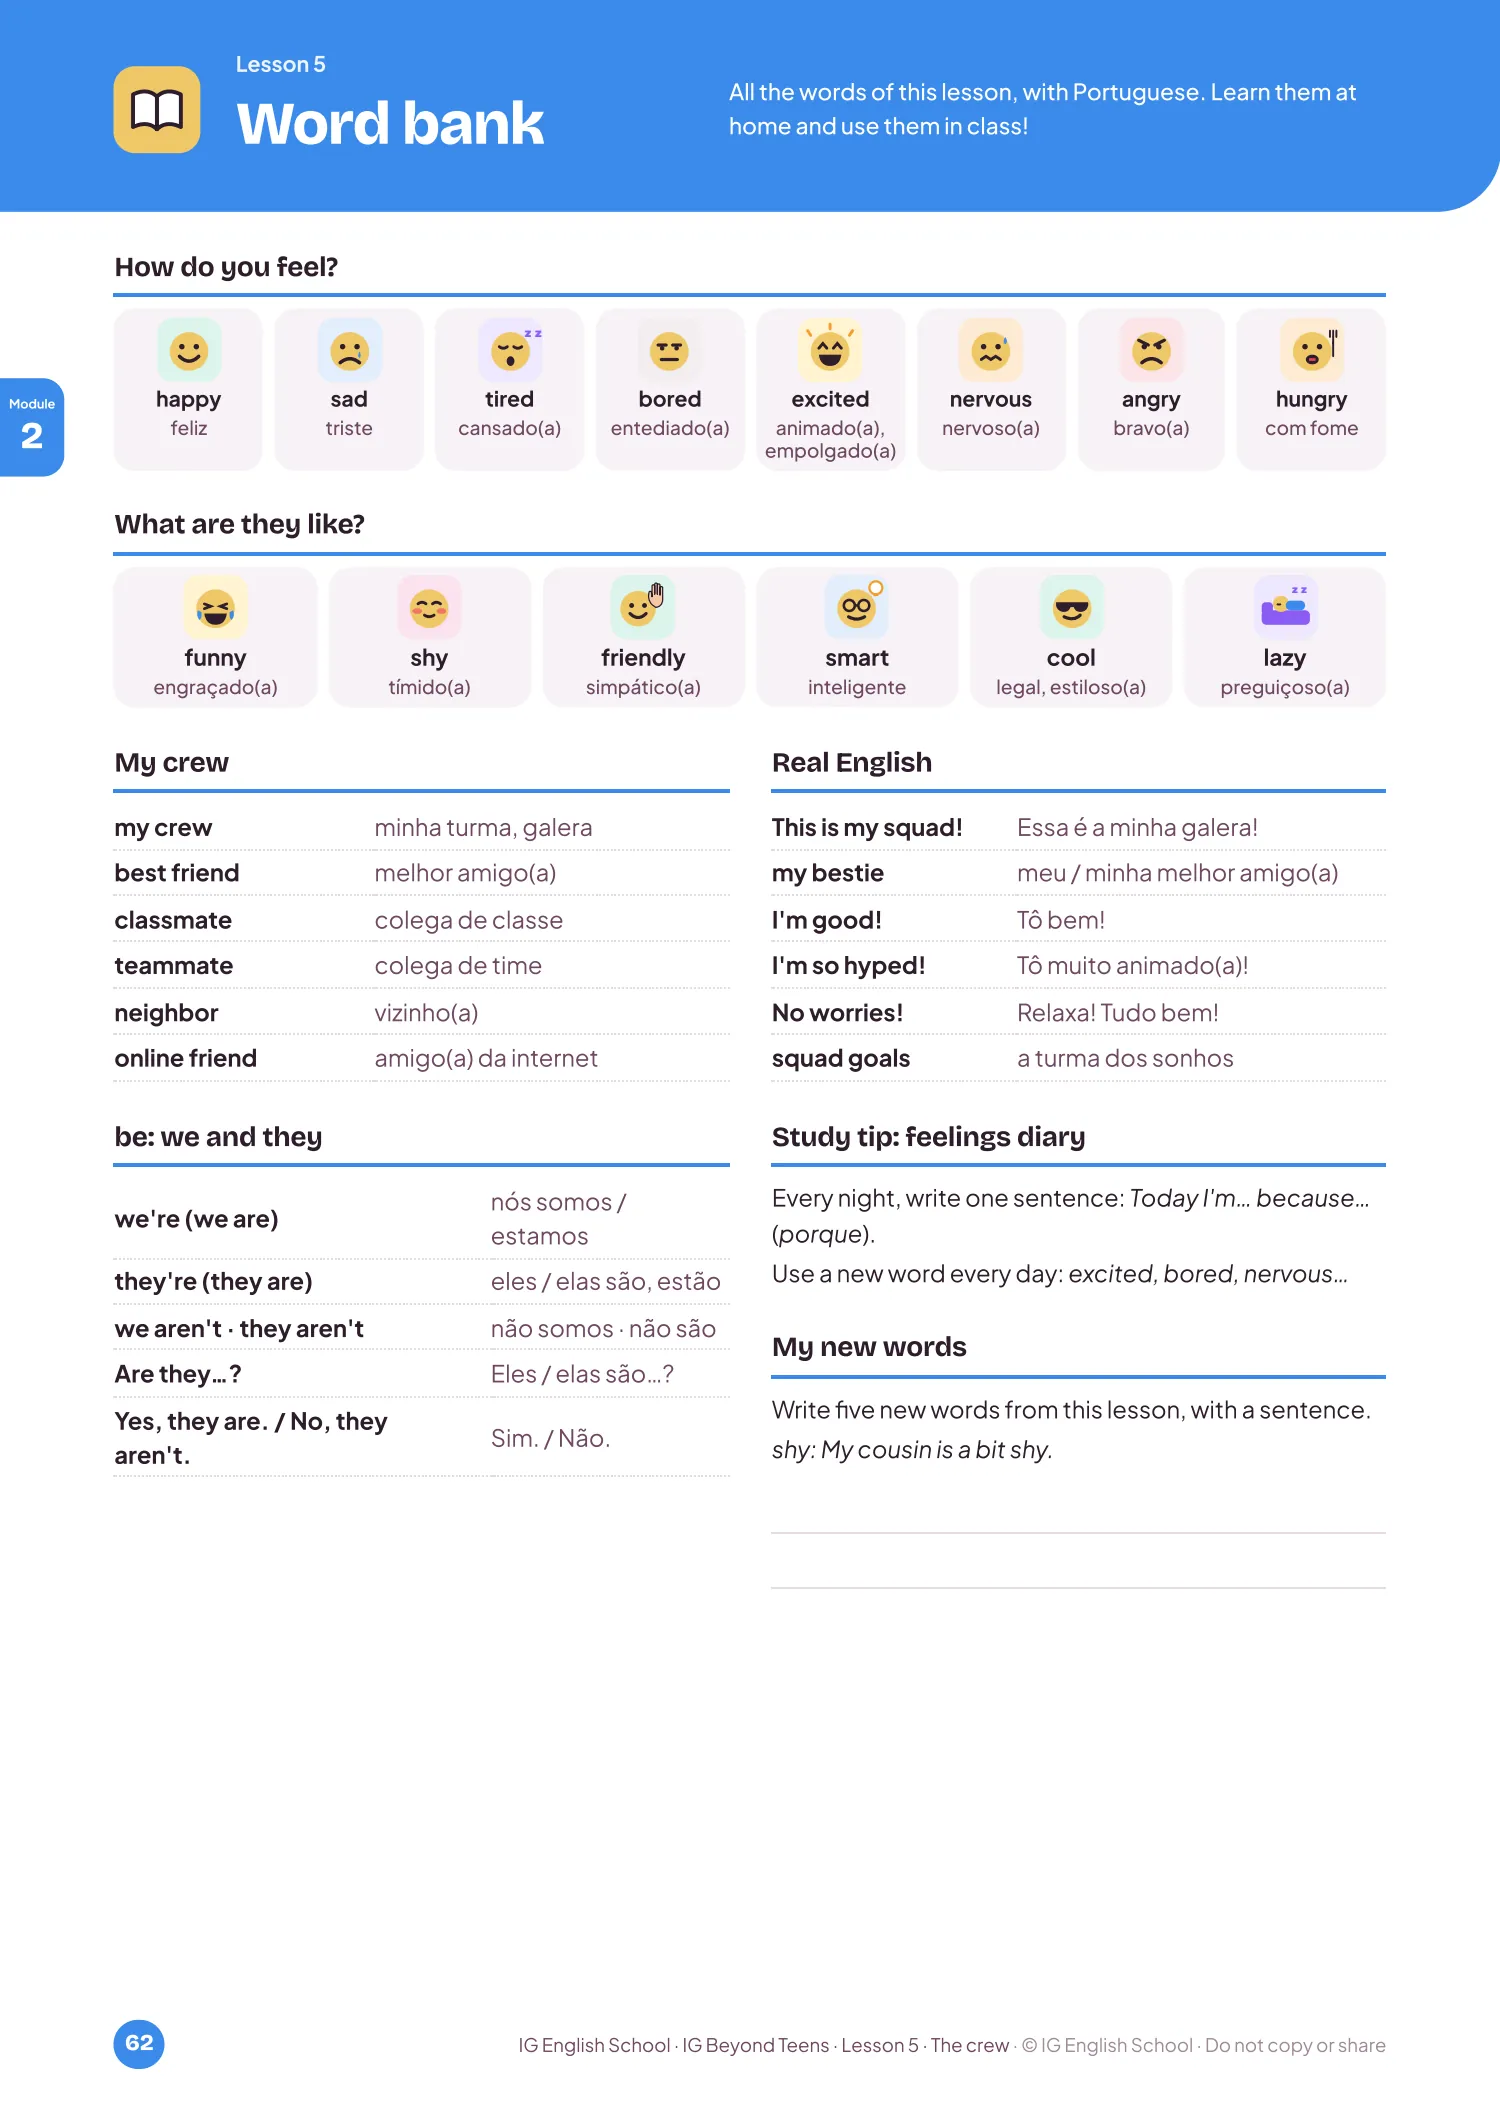 Lesson 5
Word bank
All the words of this lesson, with Portuguese. Learn them at
home and use them in class!
Module
2
How do you feel?
happy
feliz
sad
triste
tired
cansado(a)
bored
entediado(a)
excited
animado(a),
empolgado(a)
nervous
nervoso(a)
angry
bravo(a)
hungry
com fome
What are they like?
funny
engraçado(a)
shy
tímido(a)
friendly
simpático(a)
smart
inteligente
cool
legal, estiloso(a)
lazy
preguiçoso(a)
My crew
my crew minha turma, galera
best friend melhor amigo(a)
classmate colega de classe
teammate colega de time
neighbor vizinho(a)
online friend amigo(a) da internet
Real English
This is my squad! Essa é a minha galera!
my bestie meu / minha melhor amigo(a)
I'm good! Tô bem!
I'm so hyped! Tô muito animado(a)!
No worries! Relaxa! Tudo bem!
squad goals a turma dos sonhos
be: we and they
we're (we are) nós somos /
estamos
they're (they are) eles / elas são, estão
we aren't · they aren't não somos · não são
Are they...? Eles / elas são...?
Yes, they are. / No, they
aren't. Sim. / Não.
Study tip: feelings diary
Every night, write one sentence: Today I'm... because...
(porque).
Use a new word every day: excited, bored, nervous...
My new words
Write five new words from this lesson, with a sentence.
shy: My cousin is a bit shy.
62
IG English School · IG Beyond Teens · Lesson 5 · The crew · © IG English School · Do not copy or share